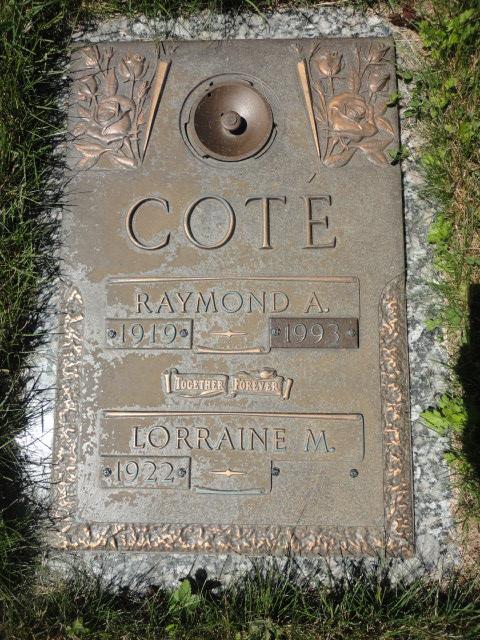 COTÉ
RAYMOND A.
1919 1993
TOGETHER FOREVER
LORRAINE M.
1922